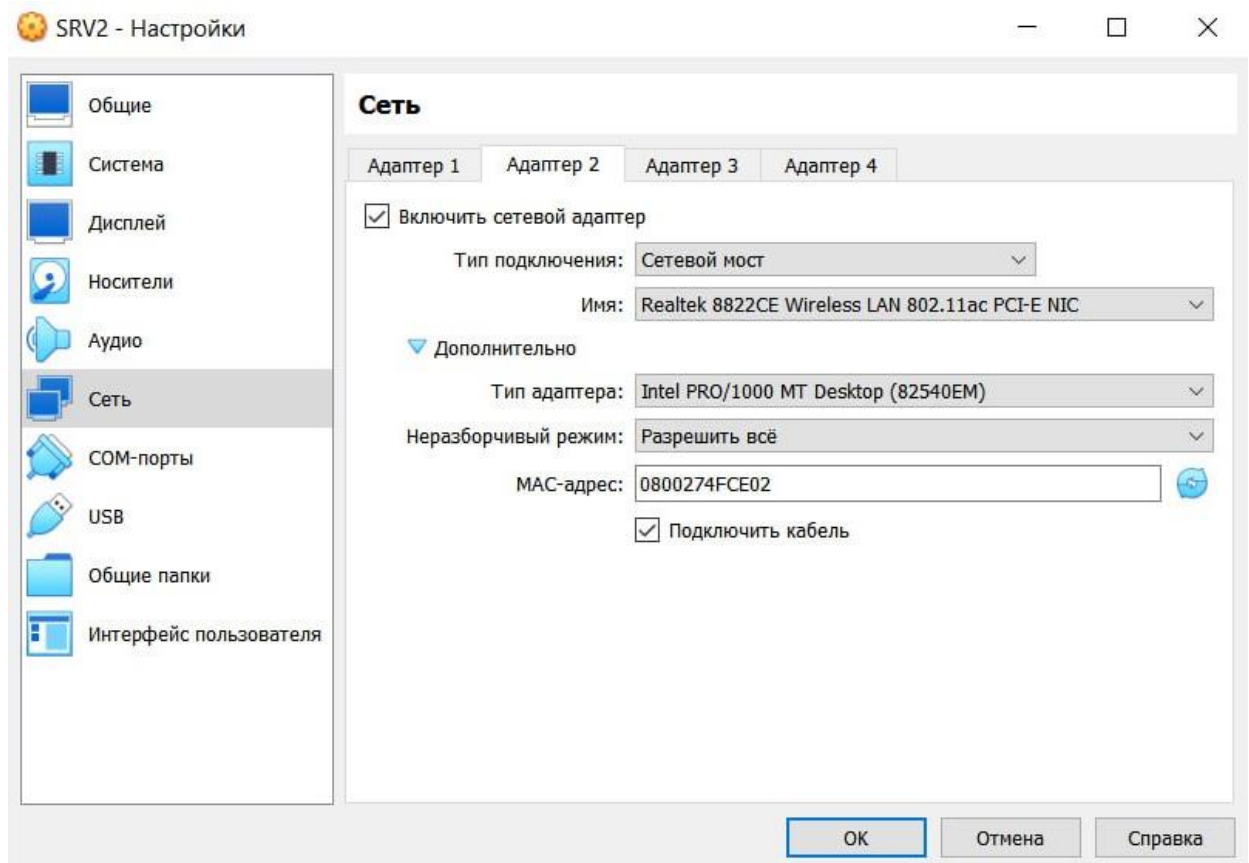 SRV2 - Настройки
Общие
Система
Дисплей
Носители
Аудио
Сеть
COM-порты
USB
Общие папки
Интерфейс пользователя
Сеть
Адаптер 1 Адаптер 2 Адаптер 3 Адаптер 4
Включить сетевой адаптер
Тип подключения: Сетевой мост
Имя: Realtek 8822CE Wireless LAN 802.11ac PCI-E NIC
Дополнительно
Тип адаптера: Intel PRO/1000 MT Desktop (82540EM)
Неразборчивый режим: Разрешить всё
MAC-адрес: 0800274FCE02
Подключить кабель
OK Отмена Справка